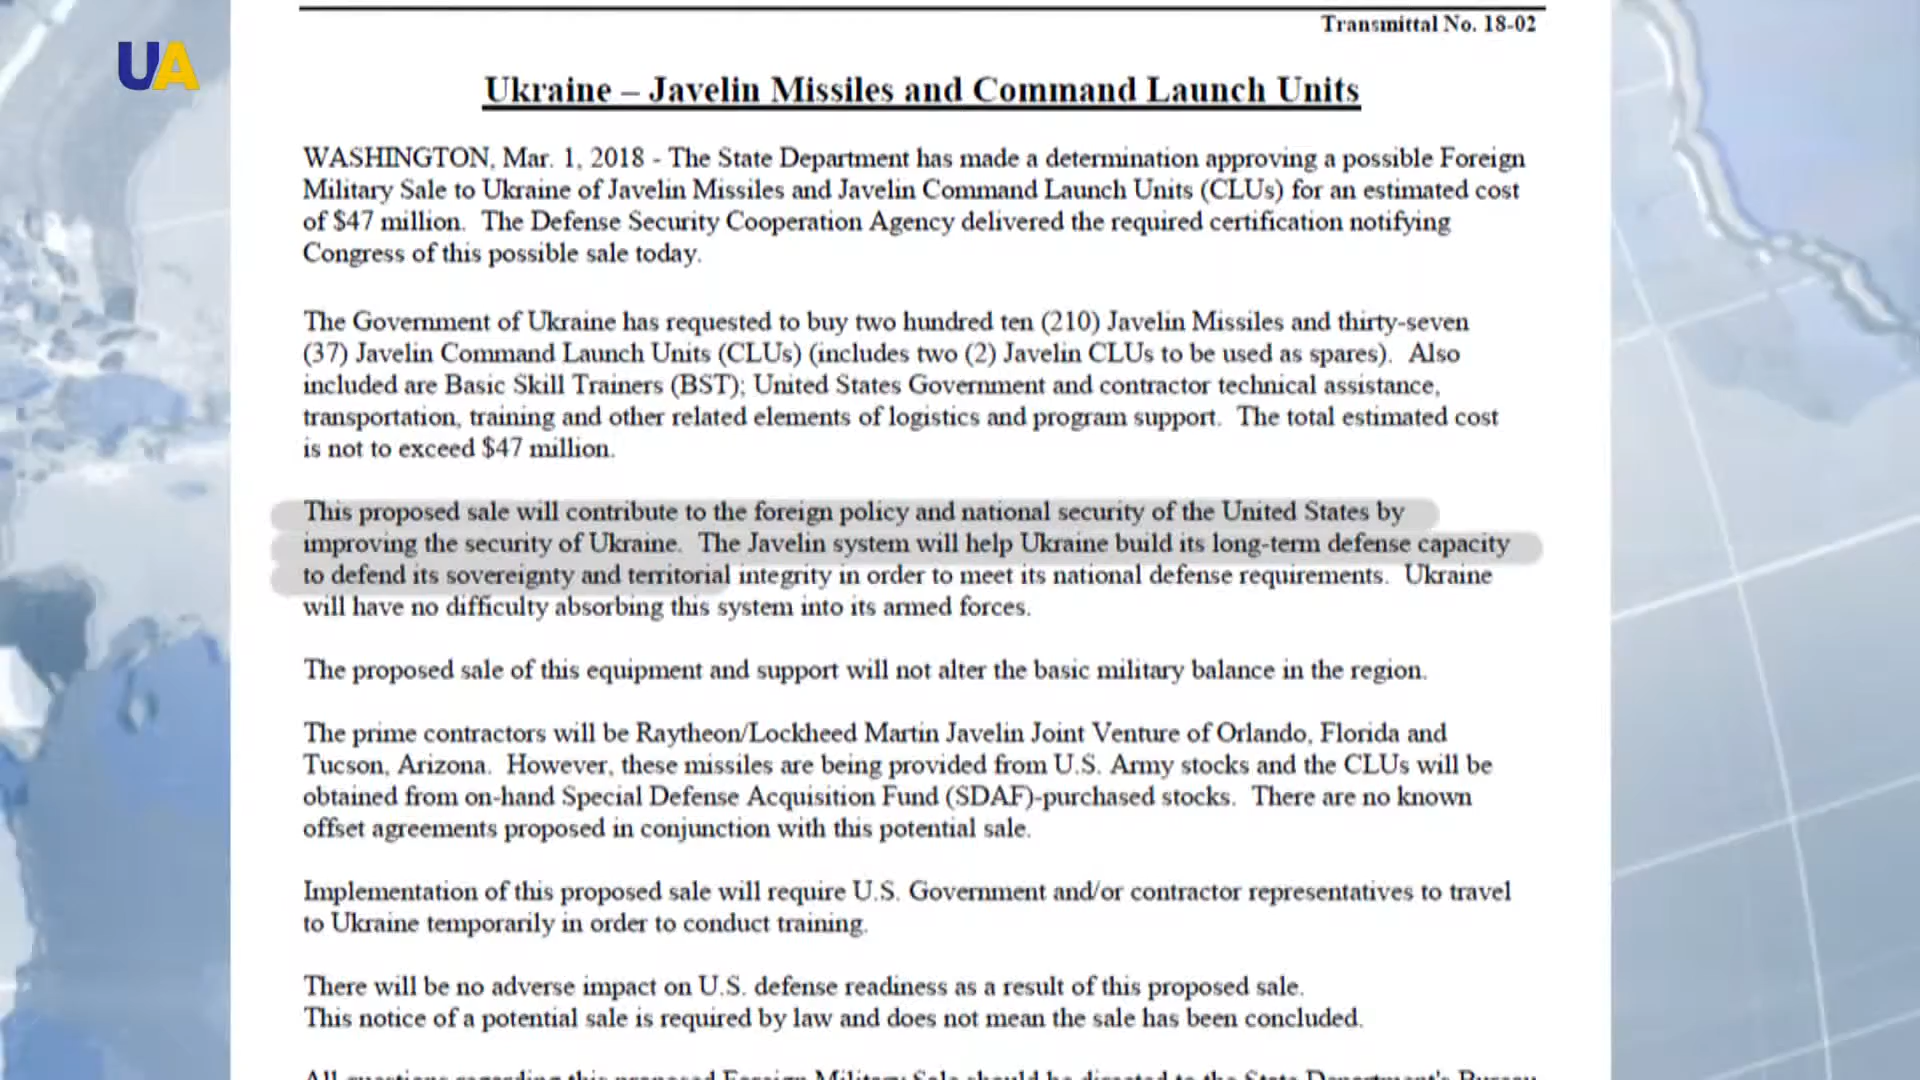 Transmittal No. 18-02
UA
Ukraine – Javelin Missiles and Command Launch Units
WASHINGTON, Mar. 1, 2018 - The State Department has made a determination approving a possible Foreign
Military Sale to Ukraine of Javelin Missiles and Javelin Command Launch Units (CLUs) for an estimated cost
of $47 million. The Defense Security Cooperation Agency delivered the required certification notifying
Congress of this possible sale today.
The Government of Ukraine has requested to buy two hundred ten (210) Javelin Missiles and thirty-seven
(37) Javelin Command Launch Units (CLUs) (includes two (2) Javelin CLUs to be used as spares). Also
included are Basic Skill Trainers (BST); United States Government and contractor technical assistance,
transportation, training and other related elements of logistics and program support. The total estimated cost
is not to exceed $47 million.
This proposed sale will contribute to the foreign policy and national security of the United States by
improving the security of Ukraine. The Javelin system will help Ukraine build its long-term defense capacity
to defend its sovereignty and territorial integrity in order to meet its national defense requirements. Ukraine
will have no difficulty absorbing this system into its armed forces.
The proposed sale of this equipment and support will not alter the basic military balance in the region.
The prime contractors will be Raytheon/Lockheed Martin Javelin Joint Venture of Orlando, Florida and
Tucson, Arizona. However, these missiles are being provided from U.S. Army stocks and the CLUs will be
obtained from on-hand Special Defense Acquisition Fund (SDAF)-purchased stocks. There are no known
offset agreements proposed in conjunction with this potential sale.
Implementation of this proposed sale will require U.S. Government and/or contractor representatives to travel
to Ukraine temporarily in order to conduct training.
There will be no adverse impact on U.S. defense readiness as a result of this proposed sale.
This notice of a potential sale is required by law and does not mean the sale has been concluded.
All questions regarding this proposed Foreign Military Sale should be directed to the State Department's Bureau